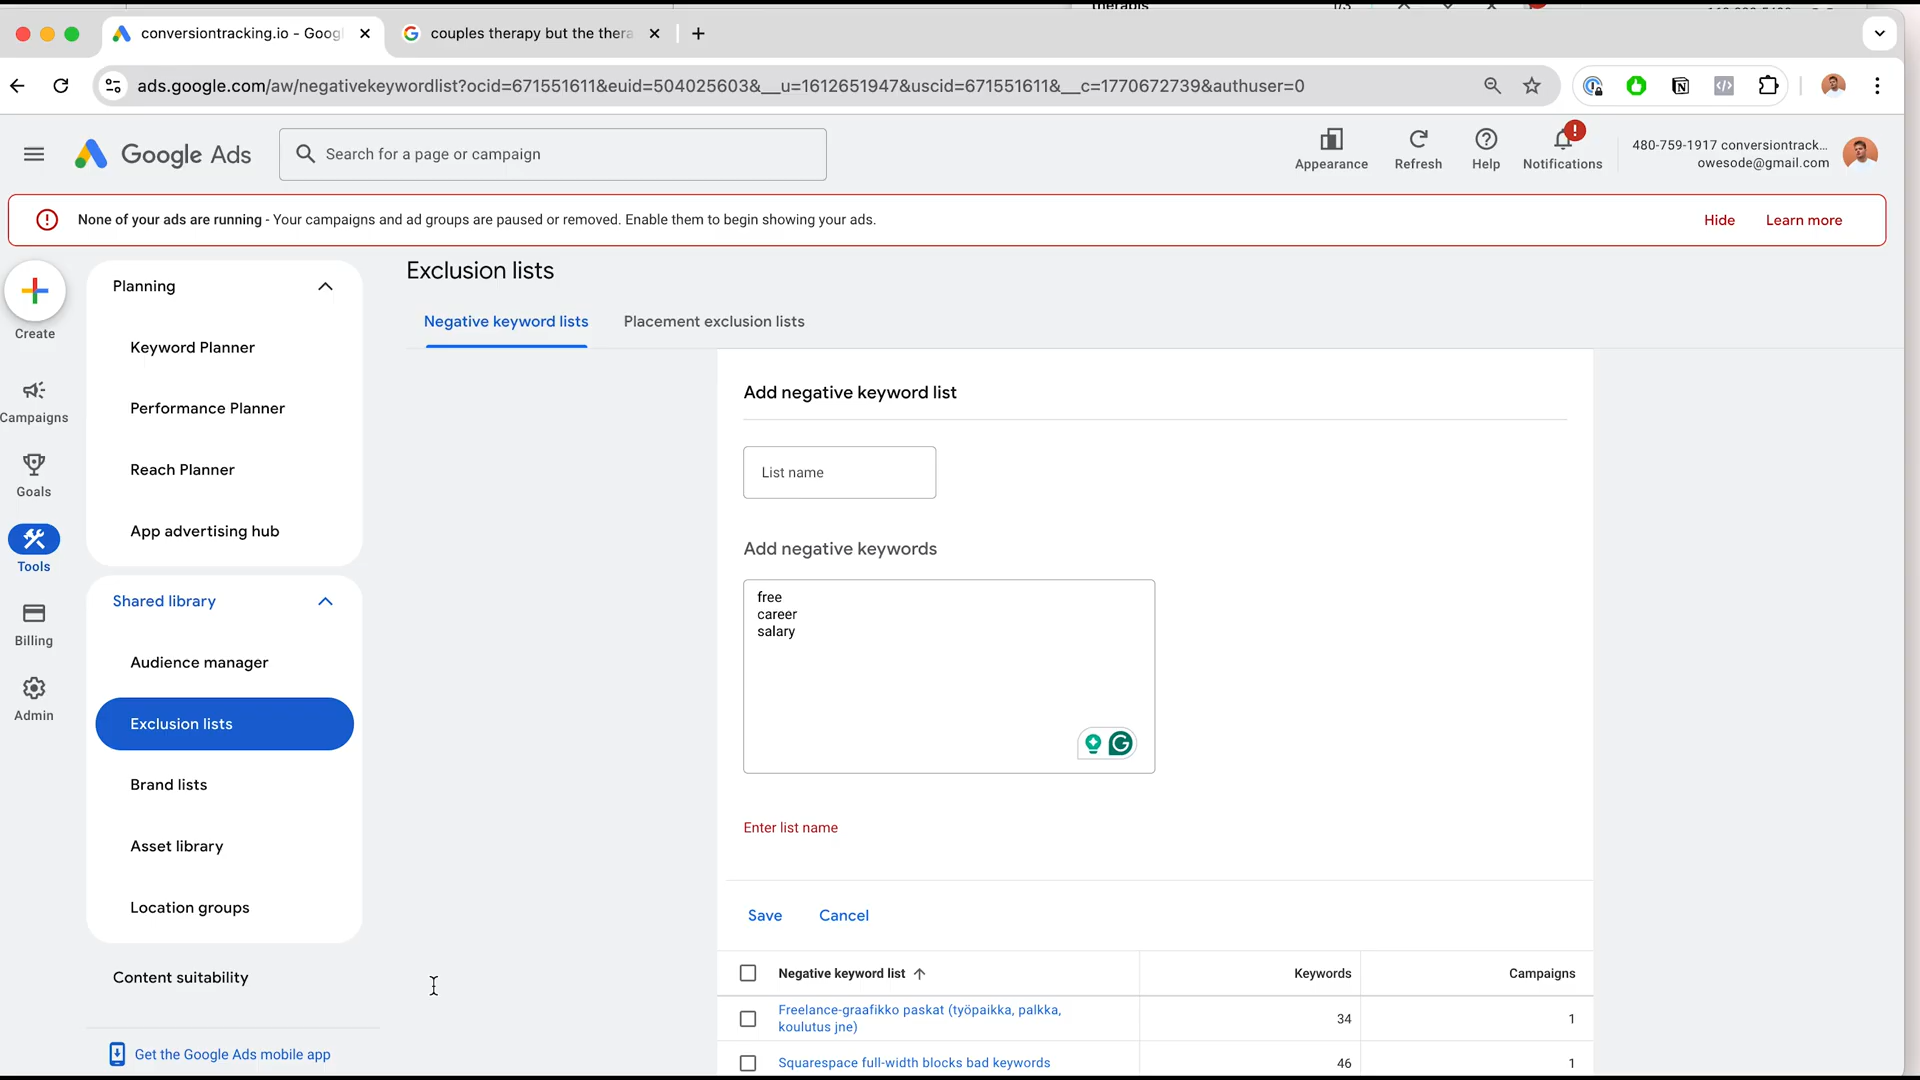 therapis
1/3
conversiontracking.io - Goog
couples therapy but the thera
ads.google.com/aw/negativekeywordlist?ocid=671551611&euid=504025603&__u=1612651947&uscid=671551611&__c=1770672739&authuser=0
Google Ads
Search for a page or campaign
Appearance
Refresh
Help
Notifications
480-759-1917 conversiontrack...
owesode@gmail.com
None of your ads are running - Your campaigns and ad groups are paused or removed. Enable them to begin showing your ads.
Hide
Learn more
Create
Campaigns
Goals
Tools
Billing
Admin
Planning
Keyword Planner
Performance Planner
Reach Planner
App advertising hub
Shared library
Audience manager
Exclusion lists
Brand lists
Asset library
Location groups
Content suitability
Get the Google Ads mobile app
Exclusion lists
Negative keyword lists
Placement exclusion lists
Add negative keyword list
List name
Add negative keywords
free
career
salary
Enter list name
Save
Cancel
Negative keyword list
Keywords
Campaigns
Freelance-graafikko paskat (työpaikka, palkka,
koulutus jne)
34
1
Squarespace full-width blocks bad keywords
46
1